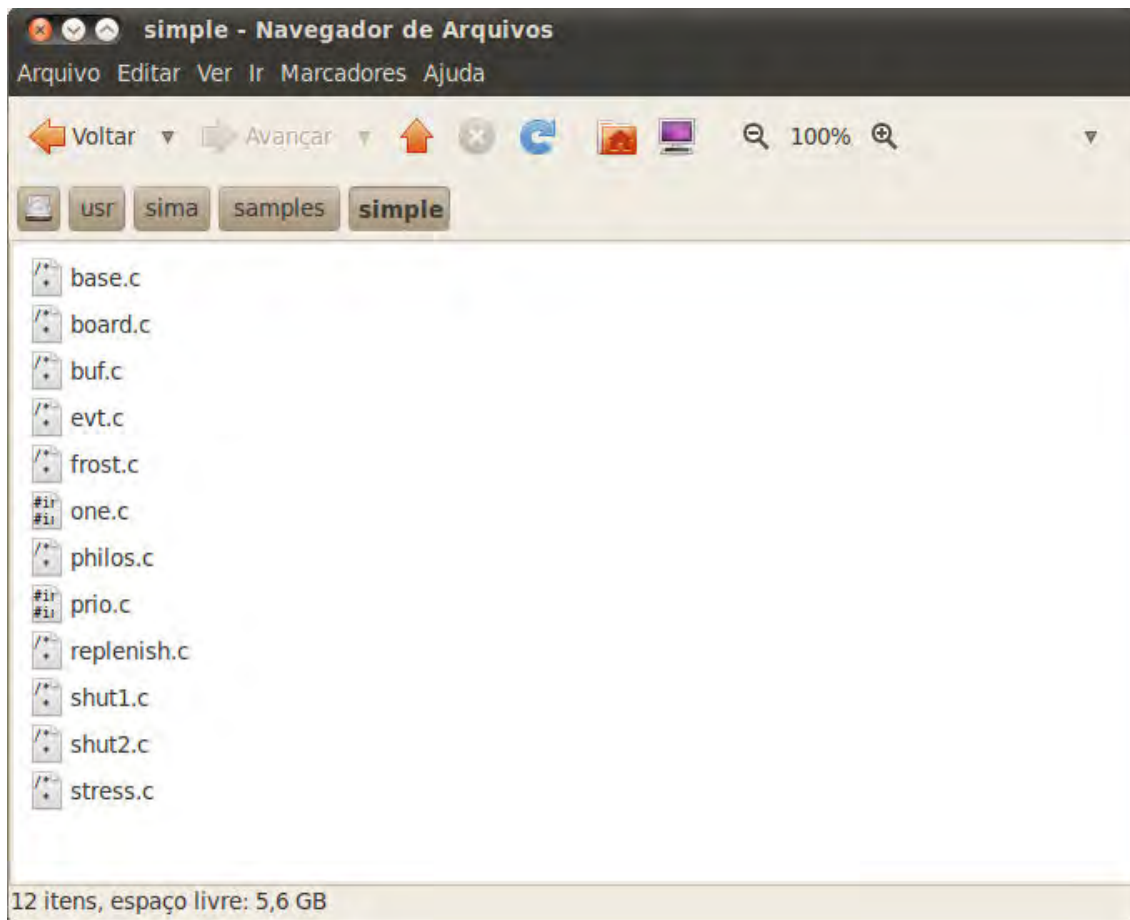 simple - Navegador de Arquivos
Arquivo Editar Ver Ir Marcadores Ajuda
Voltar Avançar 100%
usr sima samples simple
base.c
board.c
buf.c
evt.c
frost.c
one.c
philos.c
prio.c
replenish.c
shut1.c
shut2.c
stress.c
12 itens, espaço livre: 5,6 GB